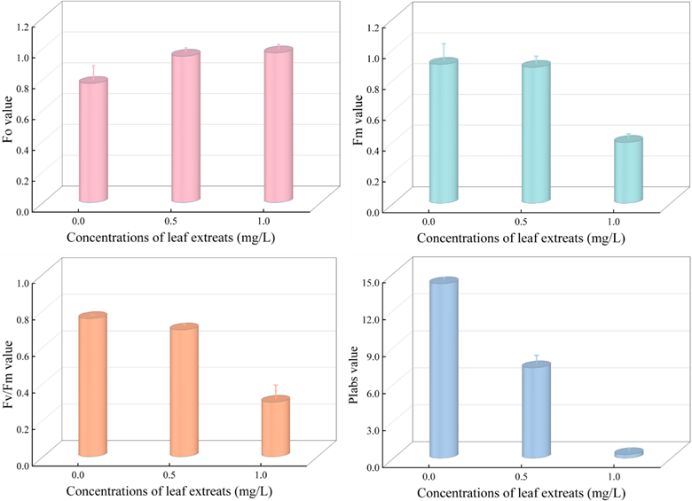 1.2
1.0
0.8
0.6
0.4
0.2
0.0
Fo value
0.0 0.5 1.0
Concentrations of leaf extreats (mg/L)
1.2
1.0
0.8
0.6
0.4
0.2
0.0
Fm value
0.0 0.5 1.0
Concentrations of leaf extreats (mg/L)
1.0
0.8
0.6
0.4
0.2
0.0
Fv/Fm value
0.0 0.5 1.0
Concentrations of leaf extreats (mg/L)
15.0
12.0
9.0
6.0
3.0
0.0
PIabs value
0.0 0.5 1.0
Concentrations of leaf extreats (mg/L)